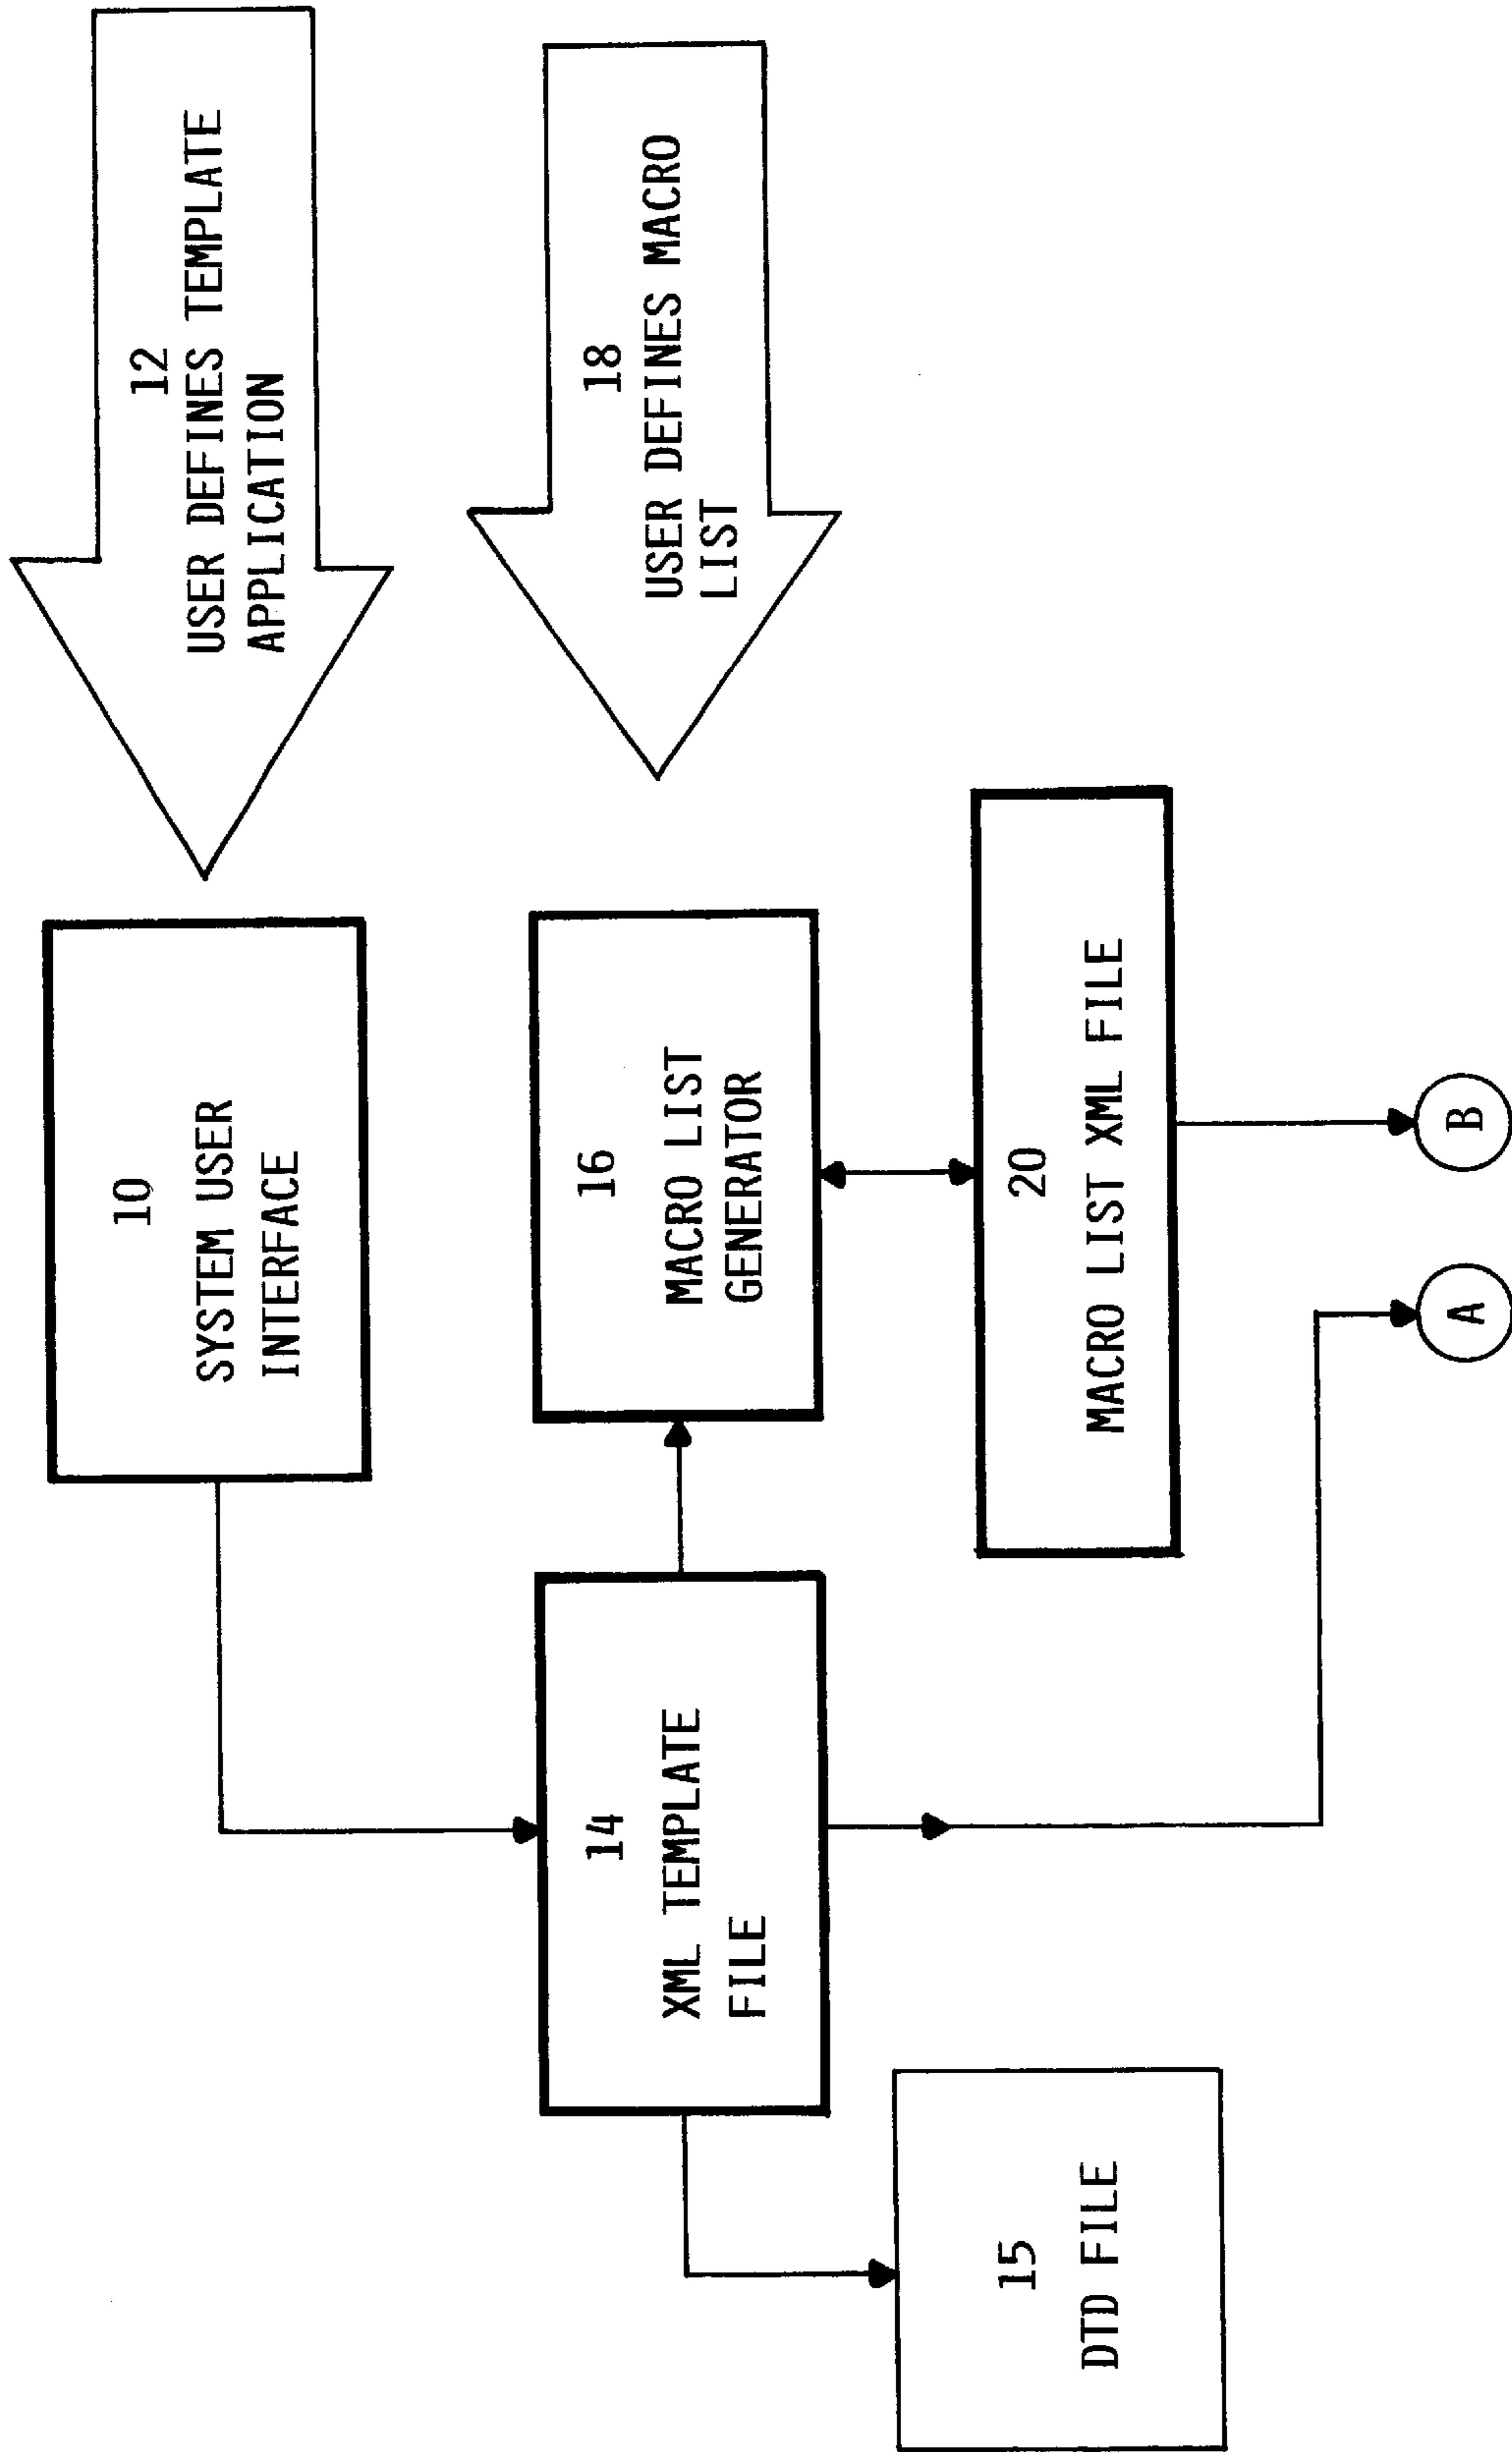 10
SYSTEM USER
INTERFACE
12
USER DEFINES TEMPLATE
APPLICATION
14
XML TEMPLATE
FILE
16
MACRO LIST
GENERATOR
18
USER DEFINES MACRO
LIST
15
DTD FILE
20
MACRO LIST XML FILE
A
B